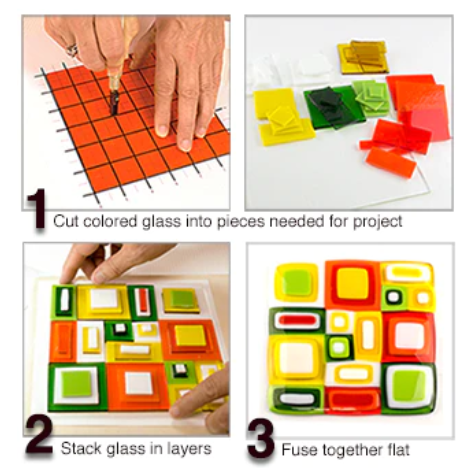 1 Cut colored glass into pieces needed for project
2 Stack glass in layers
3 Fuse together flat